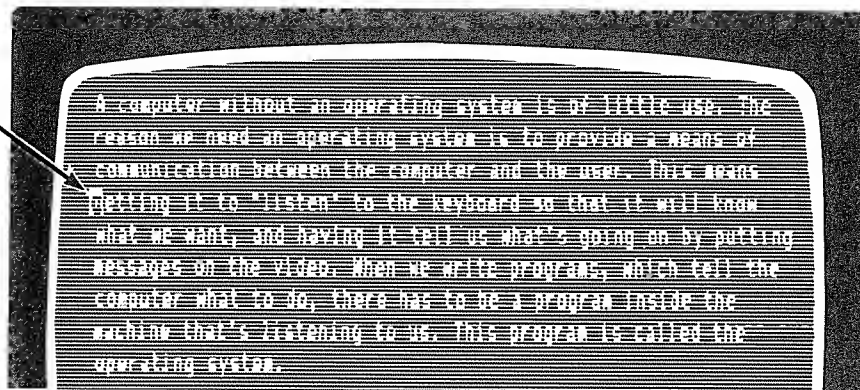 A computer without an operating system is of little use. The
reason we need an operating system is to provide a means of
communication between the computer and the user. This means
getting it to "listen" to the keyboard so that it will know
what we want, and having it tell us what's going on by putting
messages on the video. When we write programs, which tell the
computer what to do, there has to be a program inside the
machine that's listening to us. This program is called the
operating system.